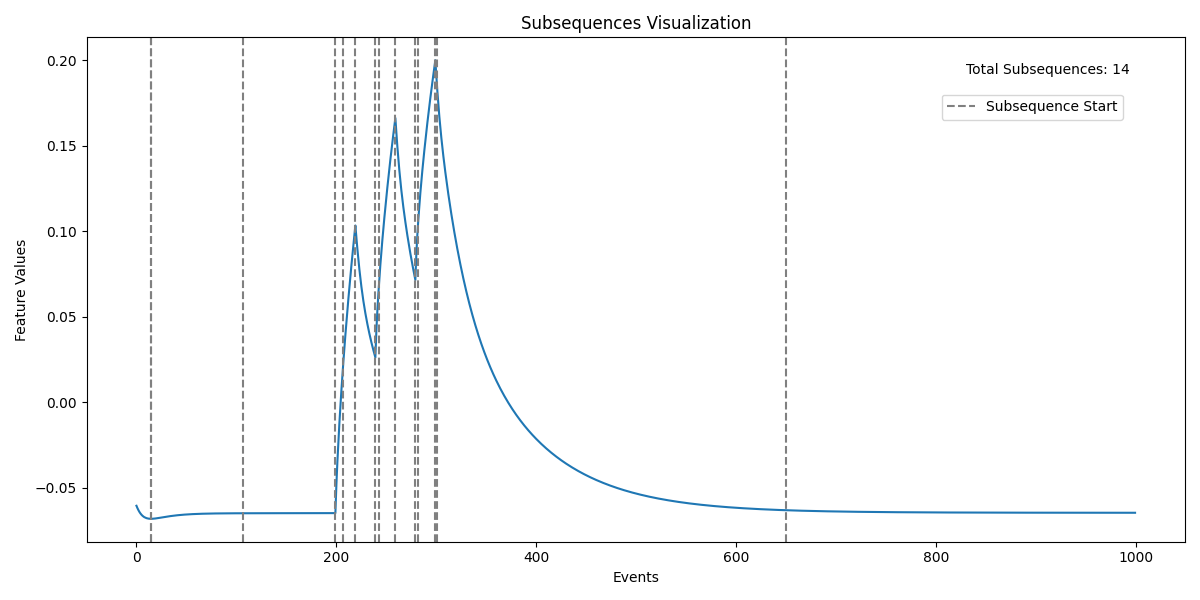 Subsequences Visualization
Total Subsequences: 14
Subsequence Start
Feature Values
0.20
0.15
0.10
0.05
0.00
−0.05
0
200
400
600
800
1000
Events